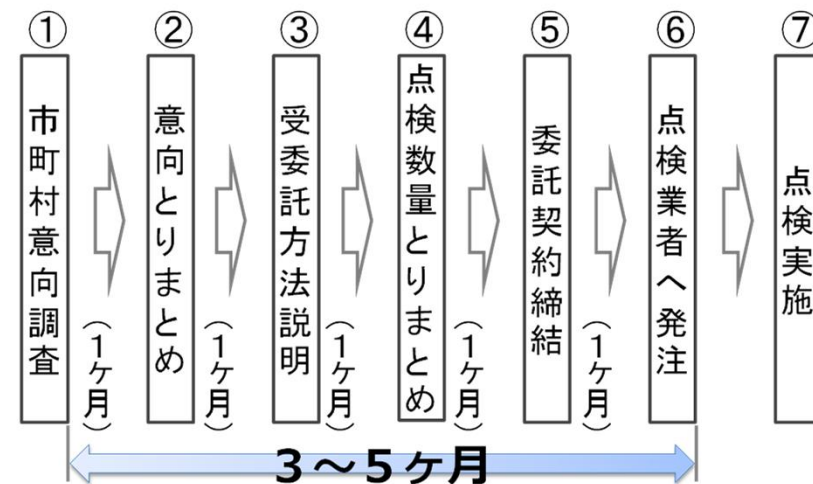 ①
市町村意向調査
(1ヶ月)
②
意向とりまとめ
(1ヶ月)
③
受委託方法説明
(1ヶ月)
④
点検数量とりまとめ
(1ヶ月)
⑤
委託契約締結
(1ヶ月)
⑥
点検業者へ発注
⑦
点検実施
3～5ヶ月